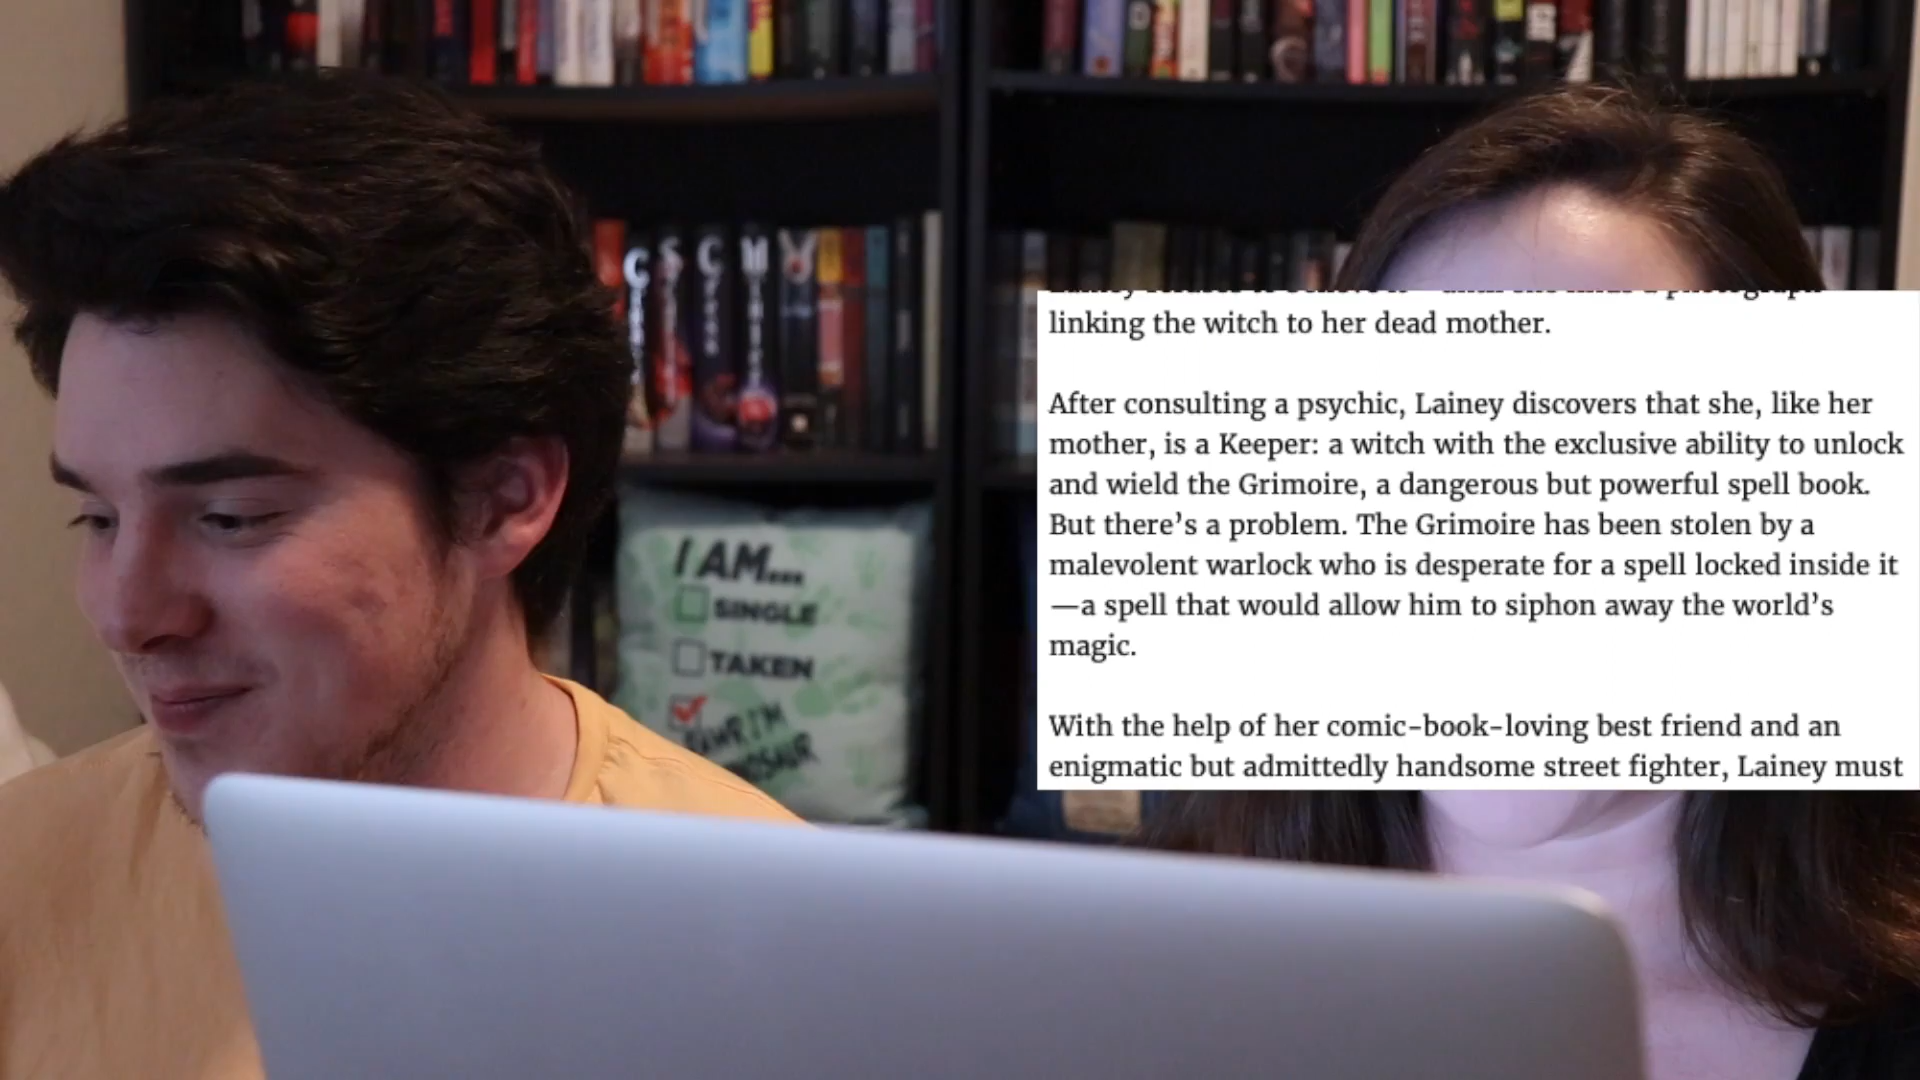 linking the witch to her dead mother.
After consulting a psychic, Lainey discovers that she, like her
mother, is a Keeper: a witch with the exclusive ability to unlock
and wield the Grimoire, a dangerous but powerful spell book.
But there’s a problem. The Grimoire has been stolen by a
malevolent warlock who is desperate for a spell locked inside it
—a spell that would allow him to siphon away the world’s
magic.
With the help of her comic-book-loving best friend and an
enigmatic but admittedly handsome street fighter, Lainey must
I AM...
SINGLE
TAKEN